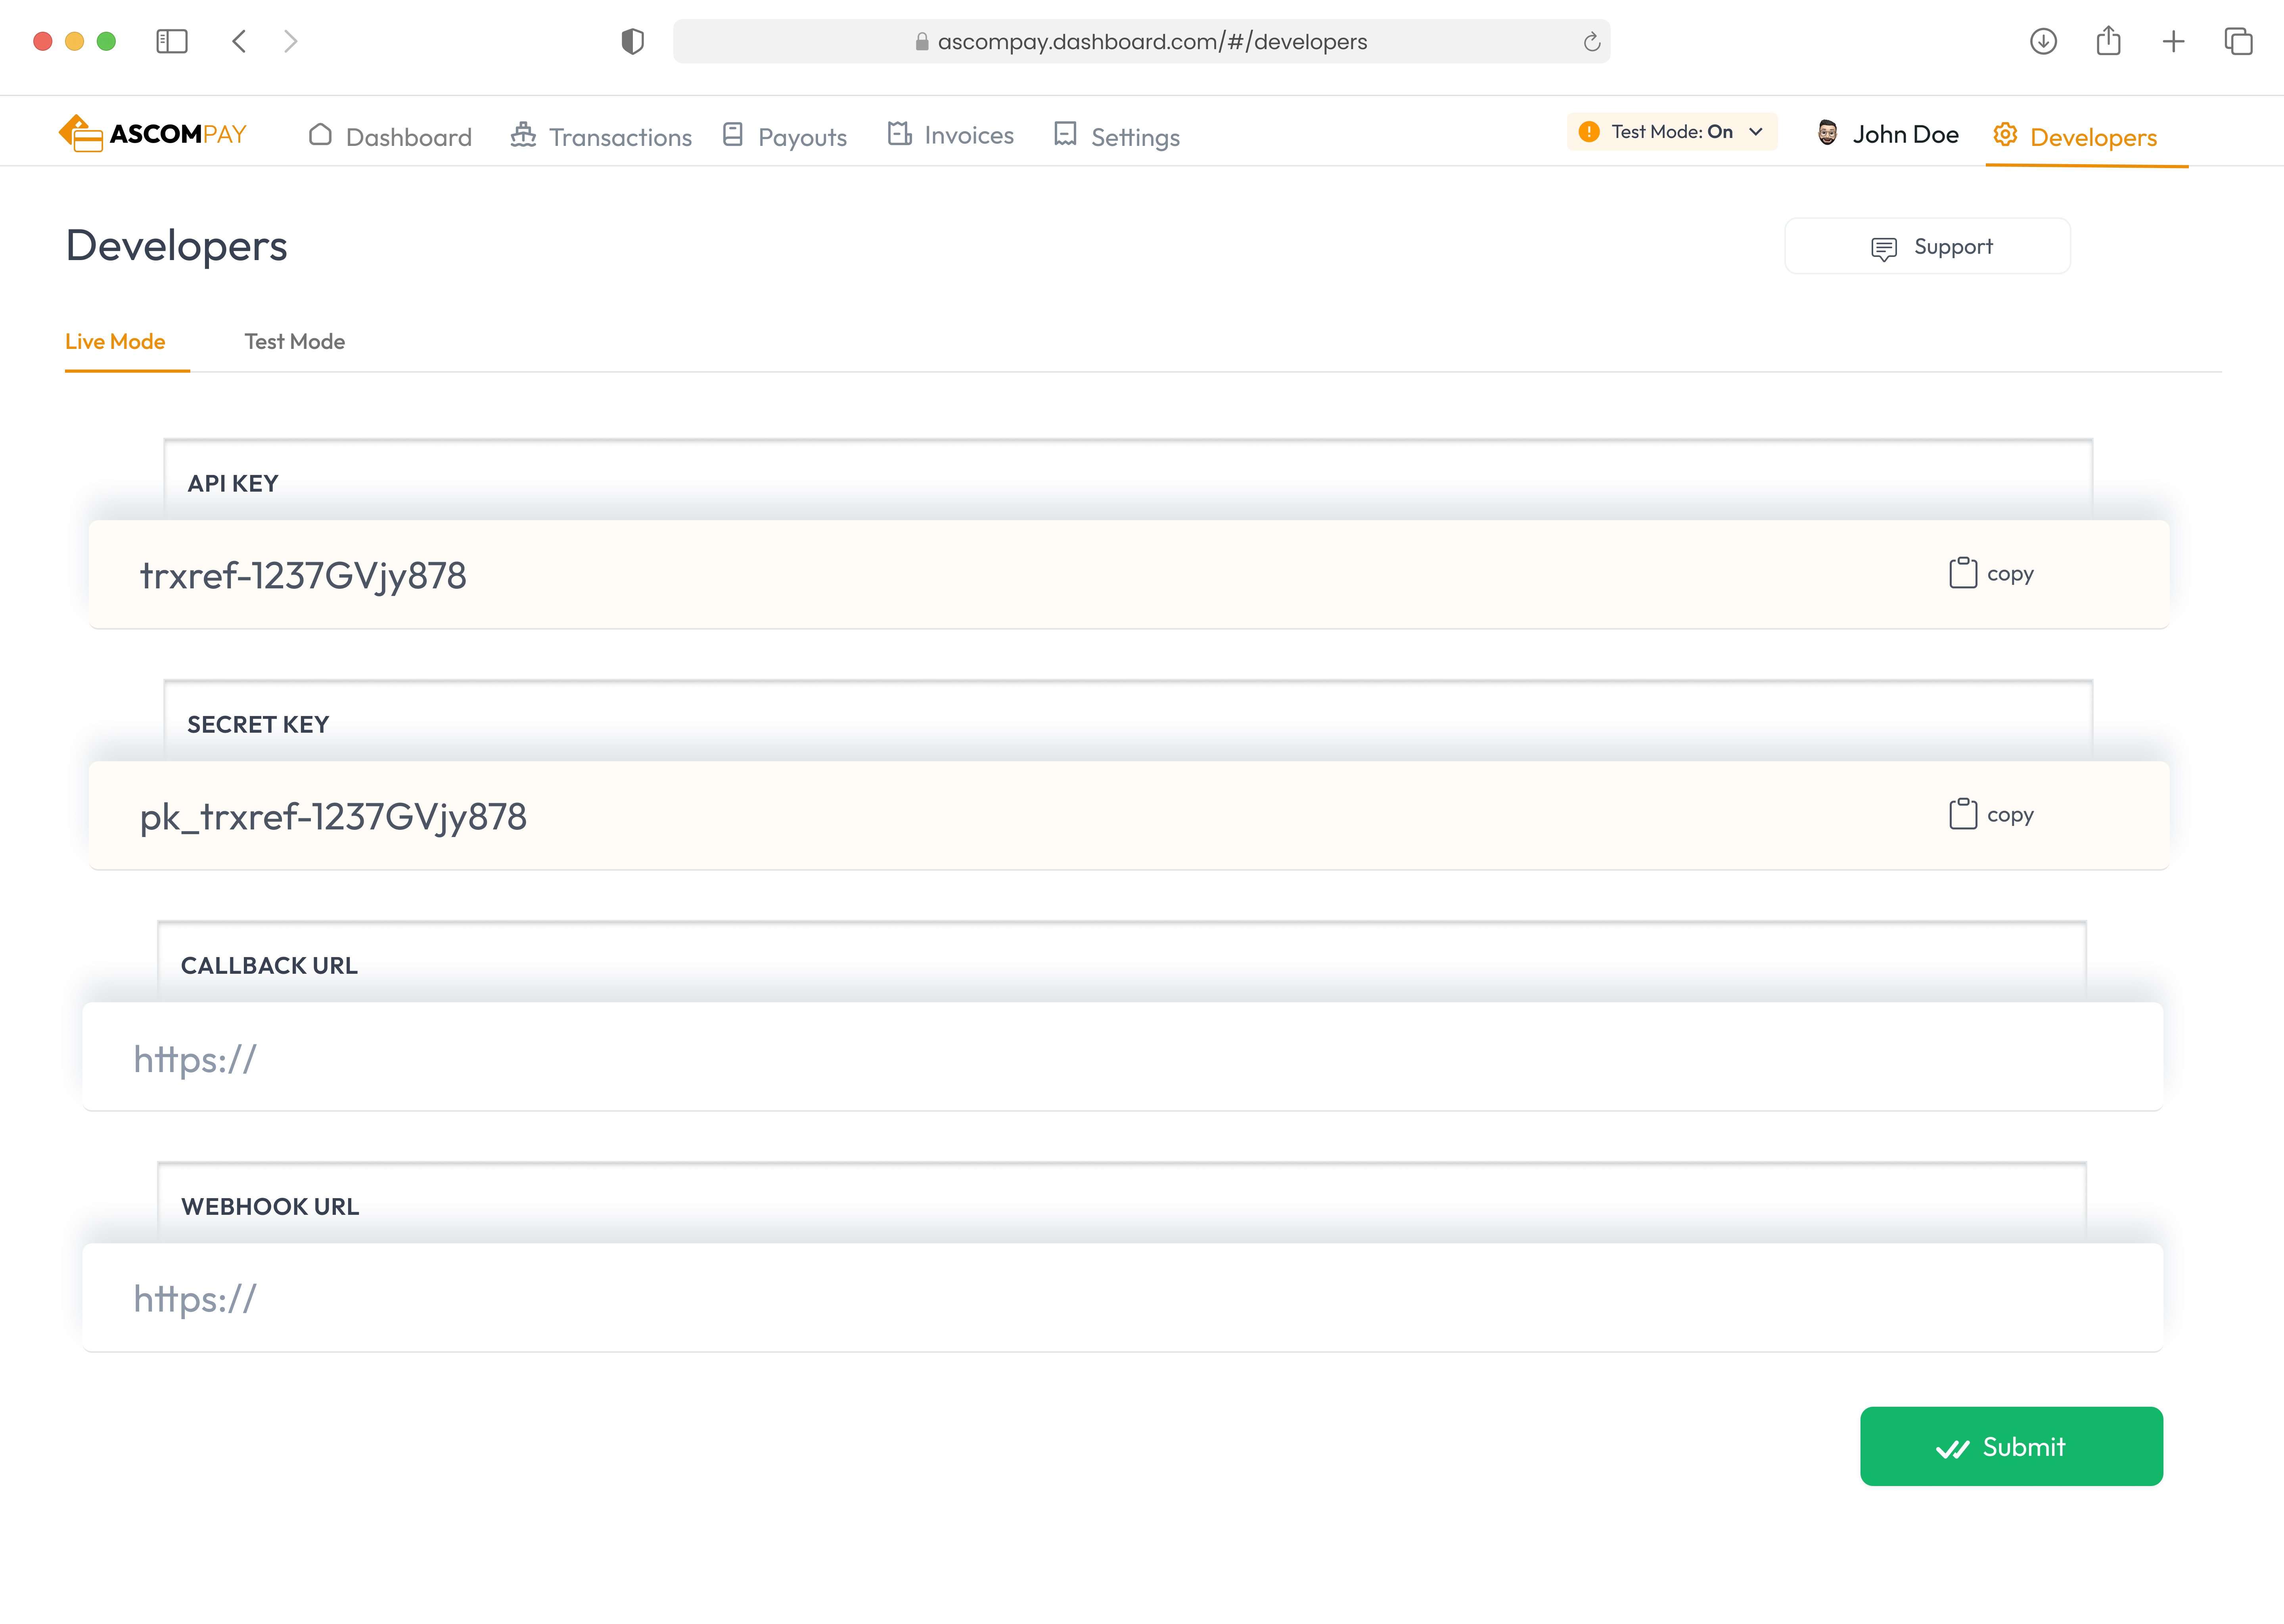 ascompay.dashboard.com/#/developers
ASCOMPAY Dashboard Transactions Payouts Invoices Settings Test Mode: On John Doe Developers
Developers Support
Live Mode Test Mode
API KEY
trxref-1237GVjy878 copy
SECRET KEY
pk_trxref-1237GVjy878 copy
CALLBACK URL
https://
WEBHOOK URL
https://
Submit